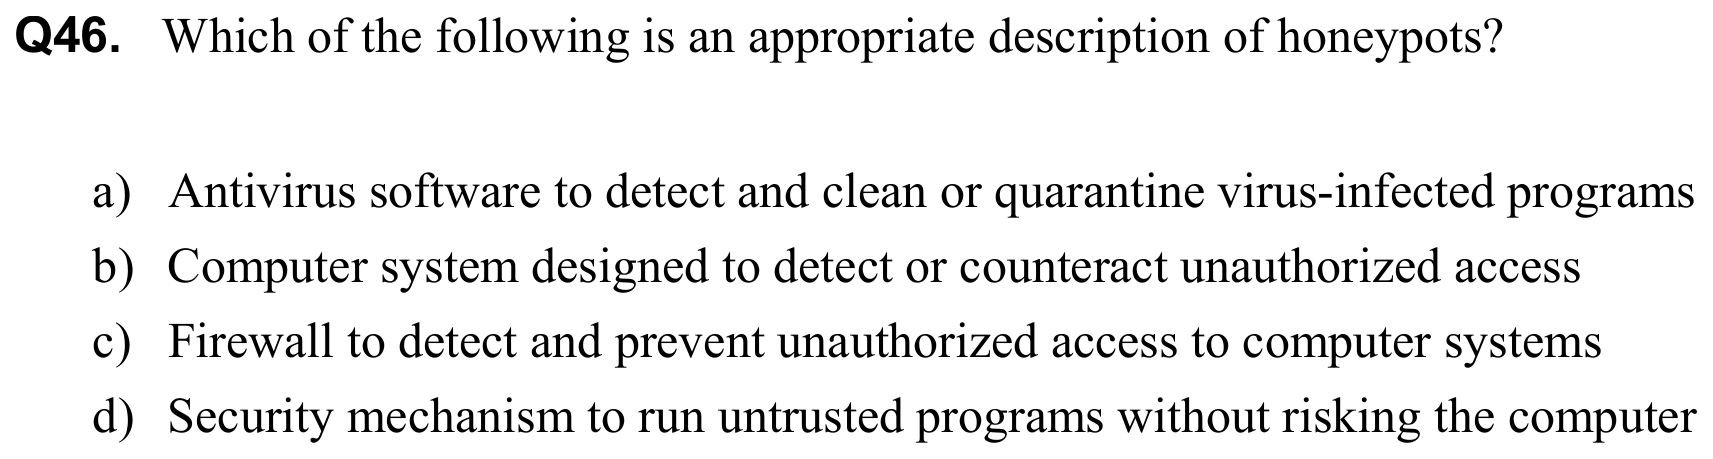 Q46. Which of the following is an appropriate description of honeypots?
a) Antivirus software to detect and clean or quarantine virus-infected programs
b) Computer system designed to detect or counteract unauthorized access
c) Firewall to detect and prevent unauthorized access to computer systems
d) Security mechanism to run untrusted programs without risking the computer